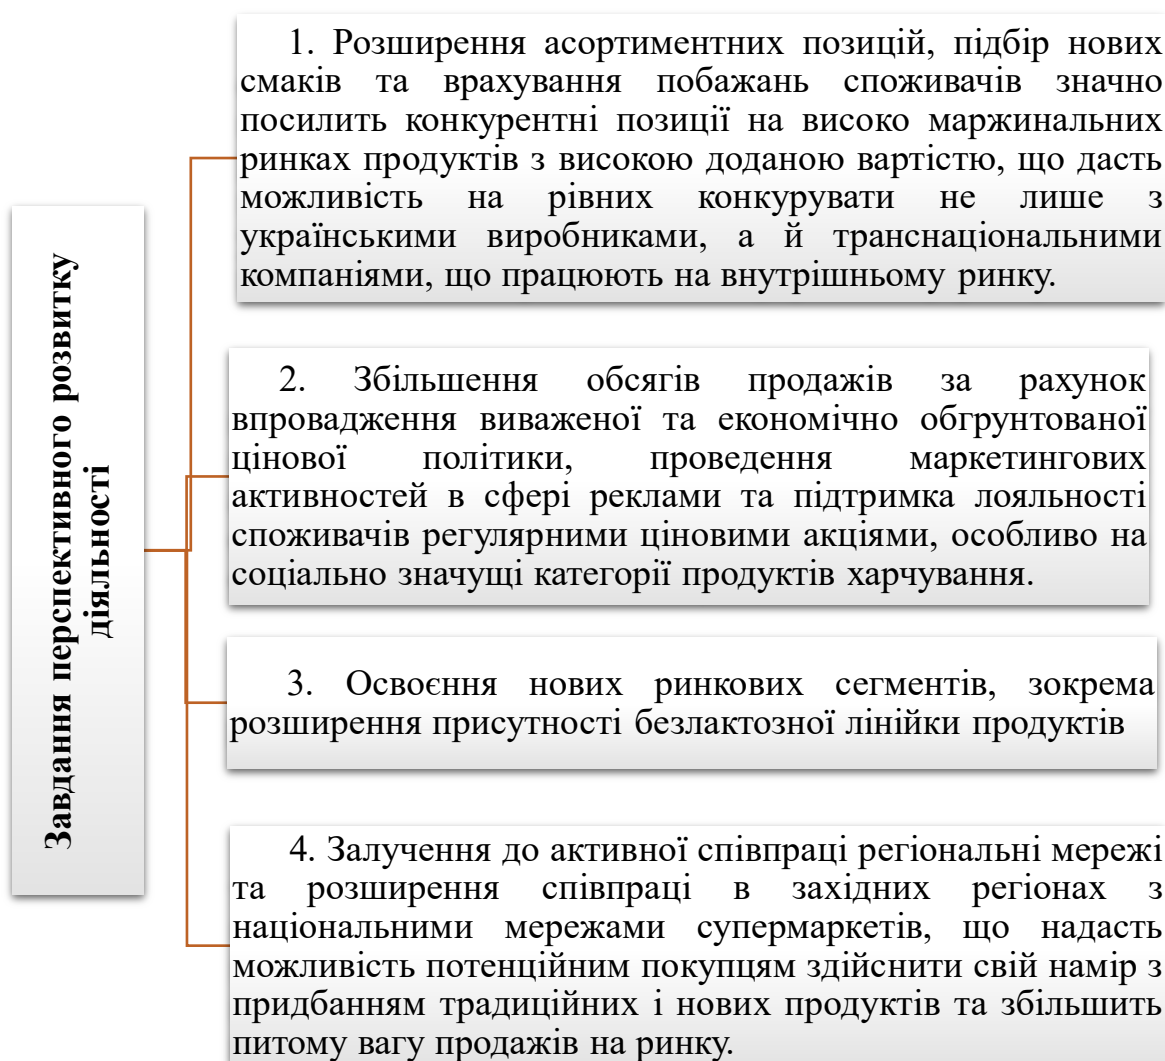 Завдання перспективного розвитку
діяльності
1. Розширення асортиментних позицій, підбір нових
смаків та врахування побажань споживачів значно
посилить конкурентні позиції на високо маржинальних
ринках продуктів з високою доданою вартістю, що дасть
можливість на рівних конкурувати не лише з
українськими виробниками, а й транснаціональними
компаніями, що працюють на внутрішньому ринку.
2. Збільшення обсягів продажів за рахунок
впровадження виваженої та економічно обгрунтованої
цінової політики, проведення маркетингових
активностей в сфері реклами та підтримка лояльності
споживачів регулярними ціновими акціями, особливо на
соціально значущі категорії продуктів харчування.
3. Освоєння нових ринкових сегментів, зокрема
розширення присутності безлактозної лінійки продуктів
4. Залучення до активної співпраці регіональні мережі
та розширення співпраці в західних регіонах з
національними мережами супермаркетів, що надасть
можливість потенційним покупцям здійснити свій намір з
придбанням традиційних і нових продуктів та збільшить
питому вагу продажів на ринку.